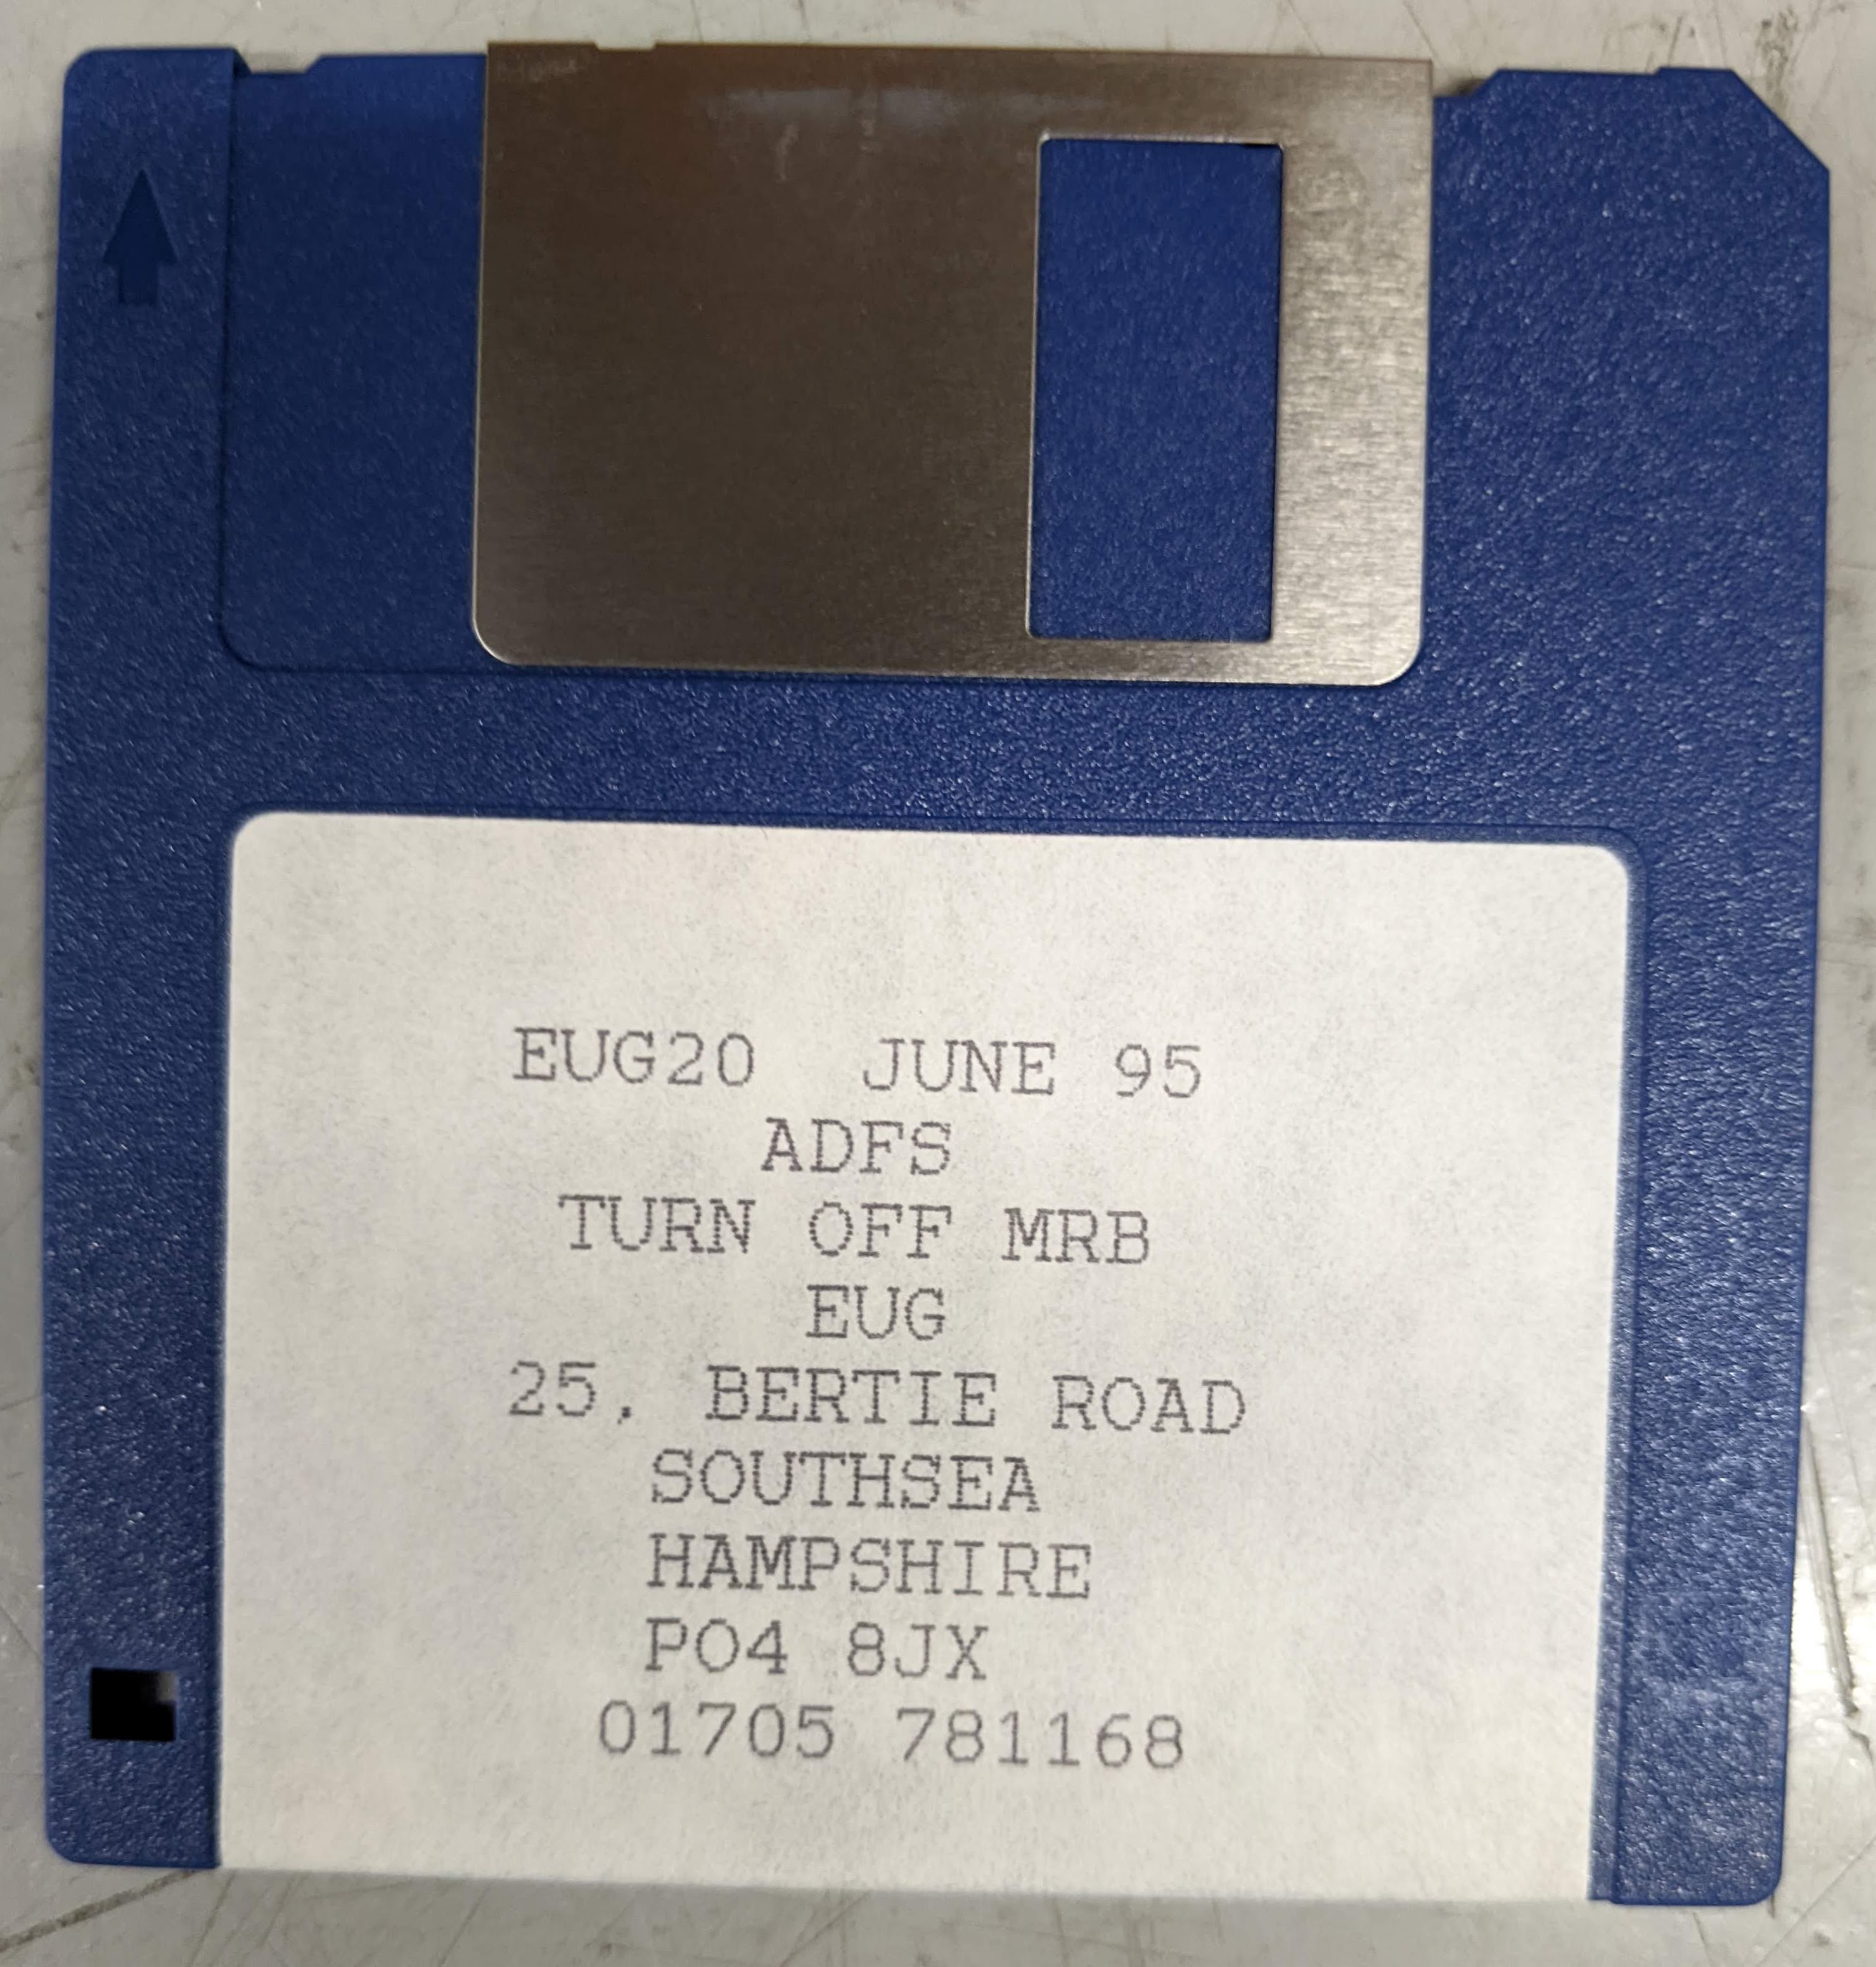 EUG20 JUNE 95
ADFS
TURN OFF MRB
EUG
25, BERTIE ROAD
SOUTHSEA
HAMPSHIRE
PO4 8JX
01705 781168